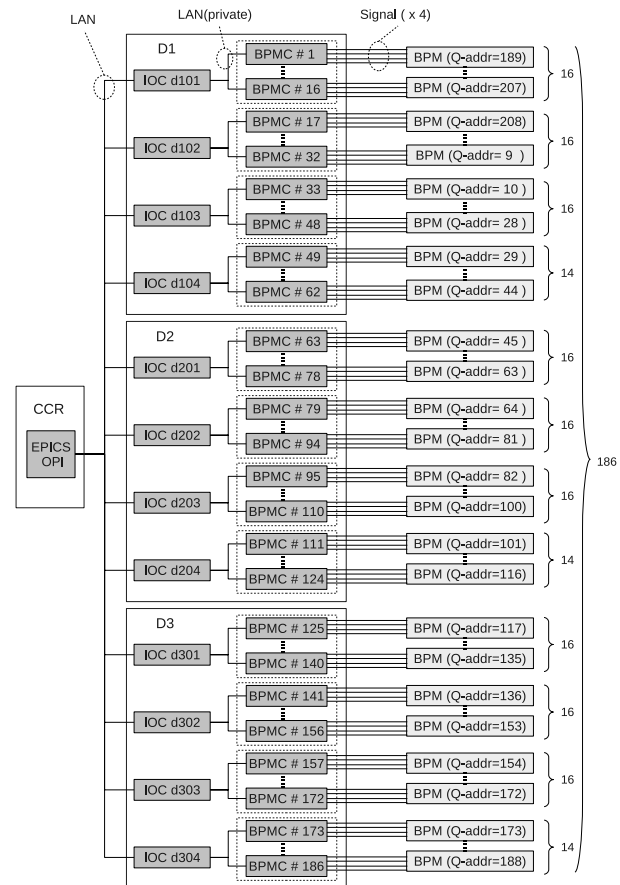 LAN
LAN(private)
Signal ( x 4)
D1
IOC d101
BPMC # 1
BPMC # 16
BPM (Q-addr=189)
BPM (Q-addr=207)
16
IOC d102
BPMC # 17
BPMC # 32
BPM (Q-addr=208)
BPM (Q-addr= 9 )
16
IOC d103
BPMC # 33
BPMC # 48
BPM (Q-addr= 10 )
BPM (Q-addr= 28 )
16
IOC d104
BPMC # 49
BPMC # 62
BPM (Q-addr= 29 )
BPM (Q-addr= 44 )
14
D2
IOC d201
BPMC # 63
BPMC # 78
BPM (Q-addr= 45 )
BPM (Q-addr= 63 )
16
CCR
EPICS
OPI
IOC d202
BPMC # 79
BPMC # 94
BPM (Q-addr= 64 )
BPM (Q-addr= 81 )
16
186
IOC d203
BPMC # 95
BPMC # 110
BPM (Q-addr= 82 )
BPM (Q-addr=100)
16
IOC d204
BPMC # 111
BPMC # 124
BPM (Q-addr=101)
BPM (Q-addr=116)
14
D3
IOC d301
BPMC # 125
BPMC # 140
BPM (Q-addr=117)
BPM (Q-addr=135)
16
IOC d302
BPMC # 141
BPMC # 156
BPM (Q-addr=136)
BPM (Q-addr=153)
16
IOC d303
BPMC # 157
BPMC # 172
BPM (Q-addr=154)
BPM (Q-addr=172)
16
IOC d304
BPMC # 173
BPMC # 186
BPM (Q-addr=173)
BPM (Q-addr=188)
14